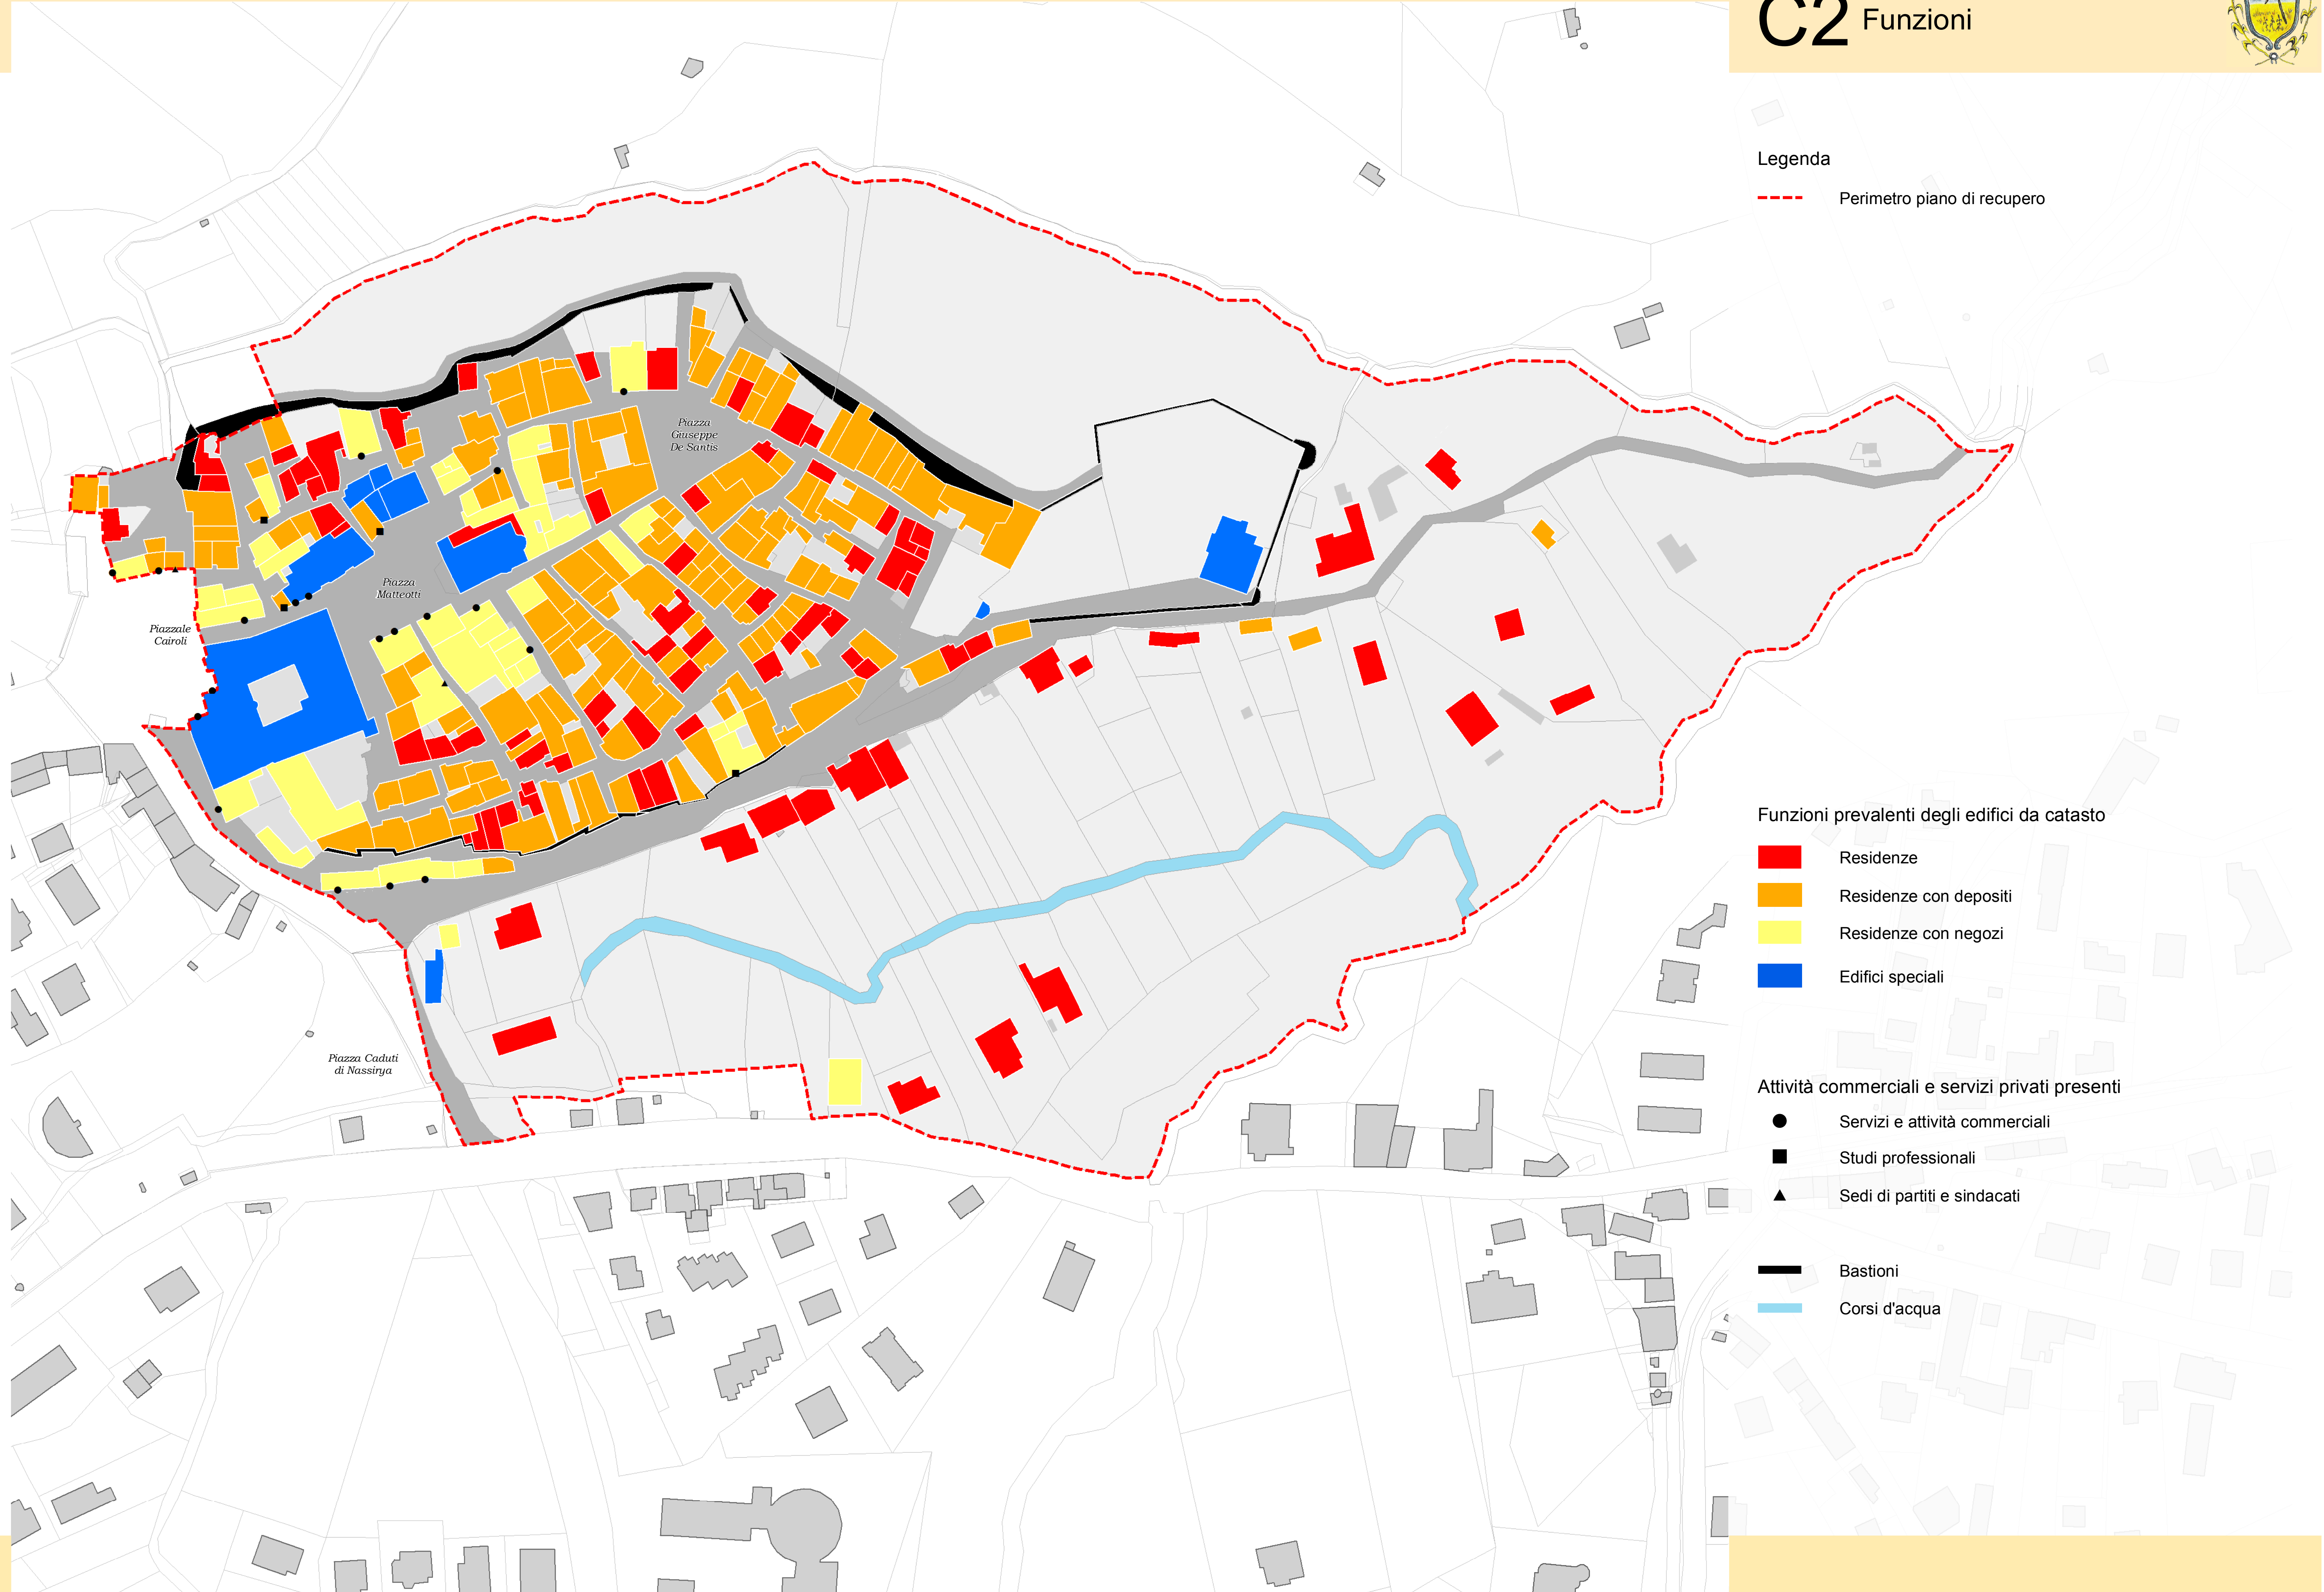 C2 Funzioni
Legenda
Perimetro piano di recupero
Piazza
Giuseppe
De Santis
Piazza
Matteotti
Piazzale
Cairoli
Piazza Caduti
di Nassirya
Funzioni prevalenti degli edifici da catasto
Residenze
Residenze con depositi
Residenze con negozi
Edifici speciali
Attività commerciali e servizi privati presenti
Servizi e attività commerciali
Studi professionali
Sedi di partiti e sindacati
Bastioni
Corsi d'acqua